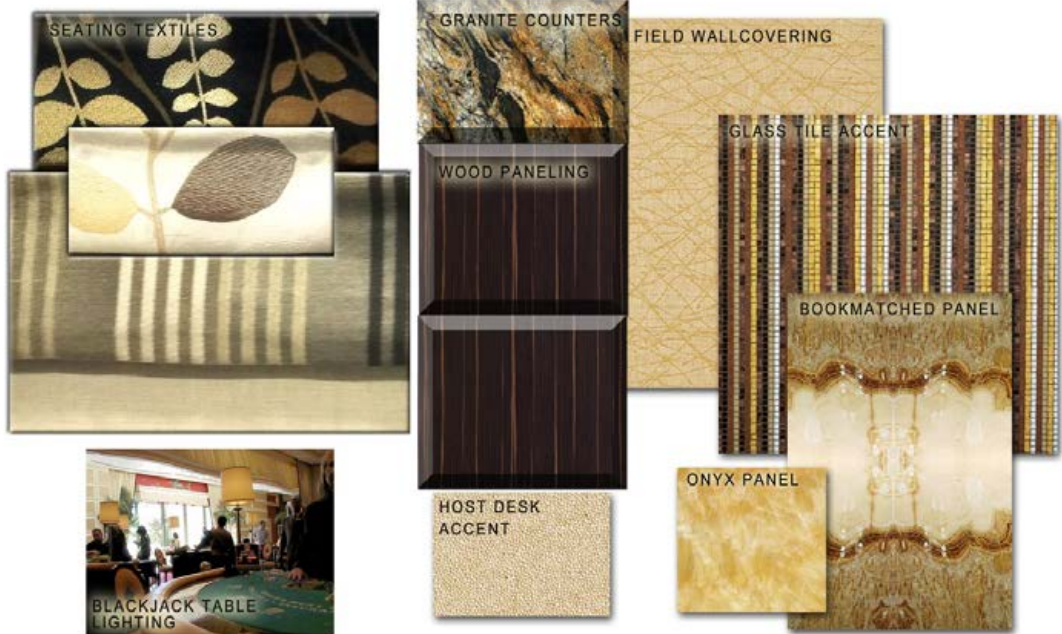 SEATING TEXTILES
GRANITE COUNTERS
FIELD WALLCOVERING
GLASS TILE ACCENT
WOOD PANELING
BOOKMATCHED PANEL
ONYX PANEL
HOST DESK
ACCENT
BLACKJACK TABLE
LIGHTING